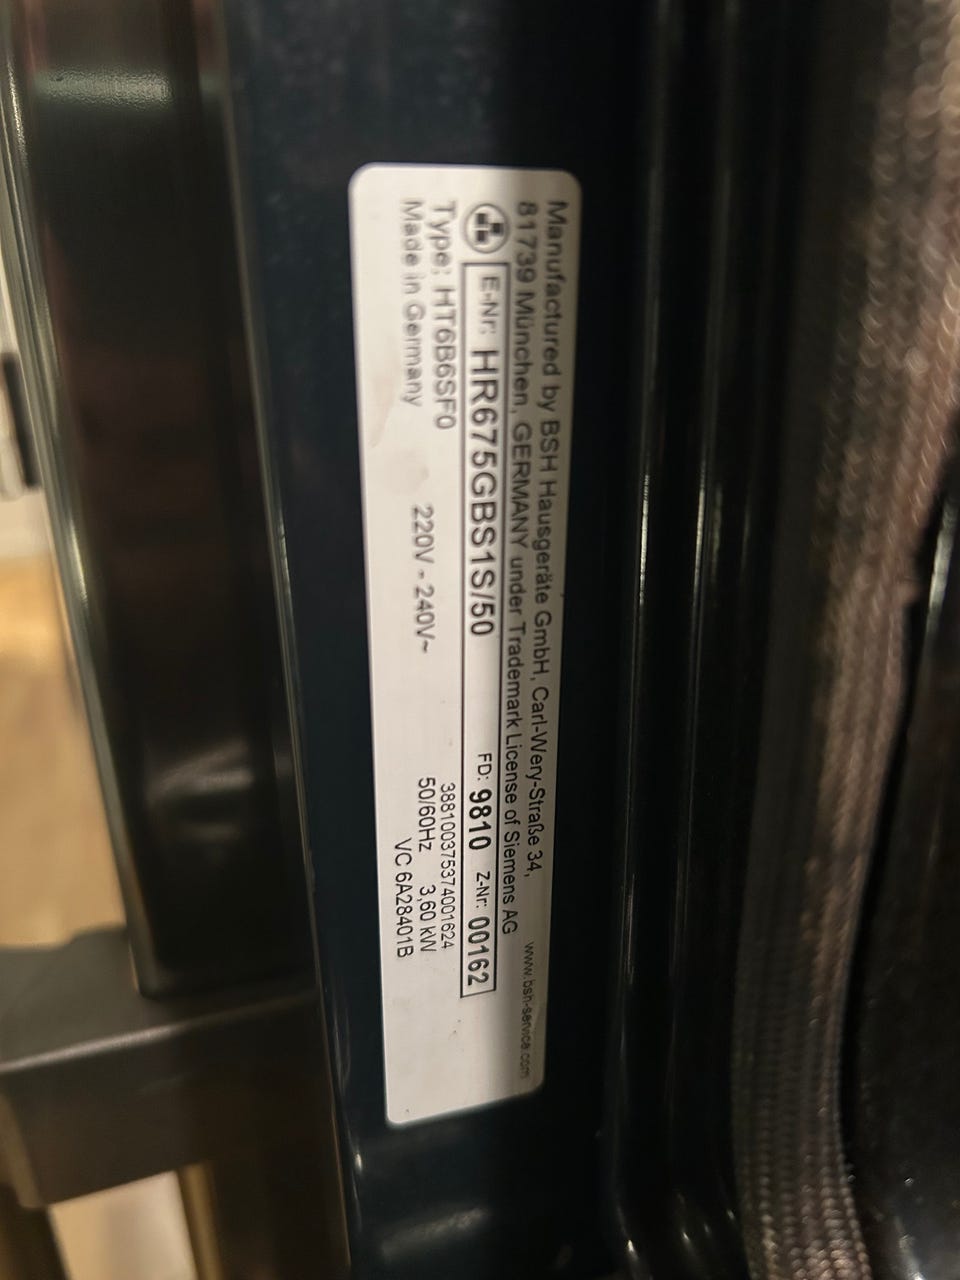 Manufactured by BSH Hausgeräte GmbH, Carl-Wery-Straße 34,
81739 München, GERMANY under Trademark License of Siemens AG
www.bsh-service.com
E-Nr: HR675GBS1S/50 FD: 9810 Z-Nr: 00162
388100375374001624
Type: HT6B6SF0 220V - 240V~ 50/60Hz 3,60 kW
Made in Germany VC 6A28401B